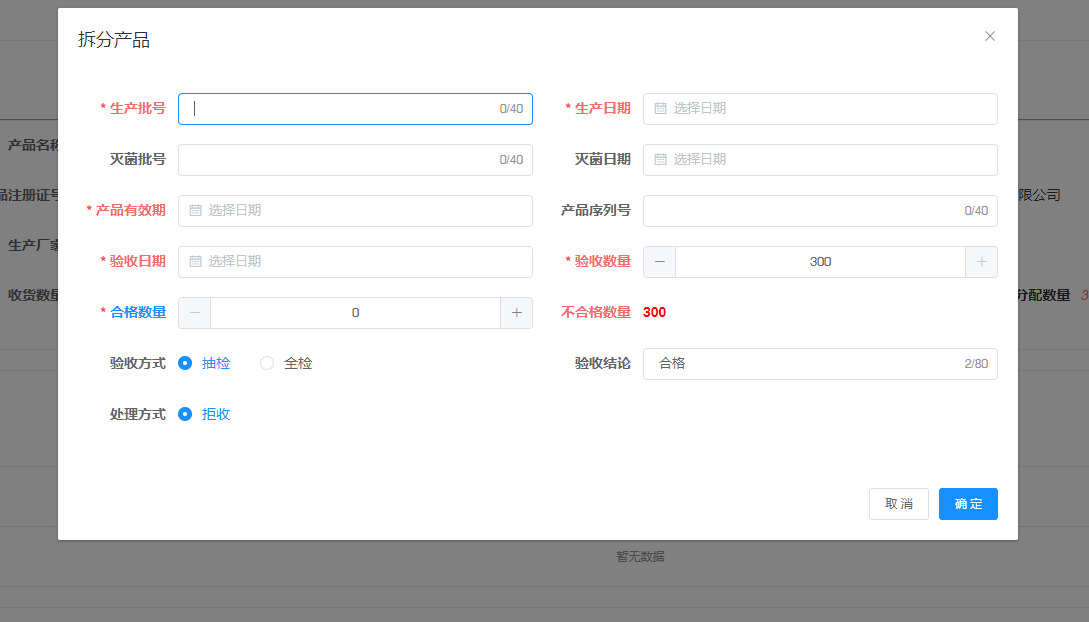 拆分产品
* 生产批号 0/40 * 生产日期 选择日期
灭菌批号 0/40 灭菌日期 选择日期
* 产品有效期 选择日期 产品序列号 0/40
* 验收日期 选择日期 * 验收数量 300
* 合格数量 0 不合格数量 300
验收方式 抽检 全检 验收结论 合格 2/80
处理方式 拒收
取消 确定
产品名称
品注册证号 限公司
生产厂家
收货数量 分配数量 3
暂无数据